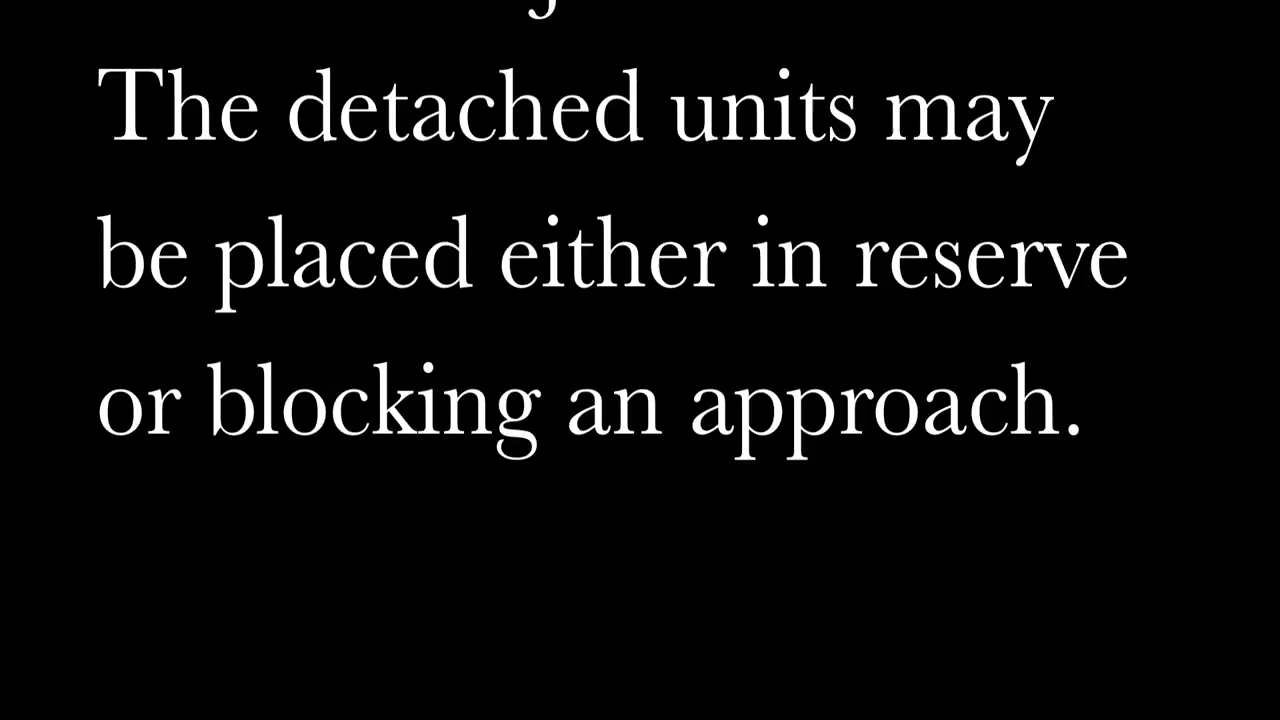 The detached units may
be placed either in reserve
or blocking an approach.